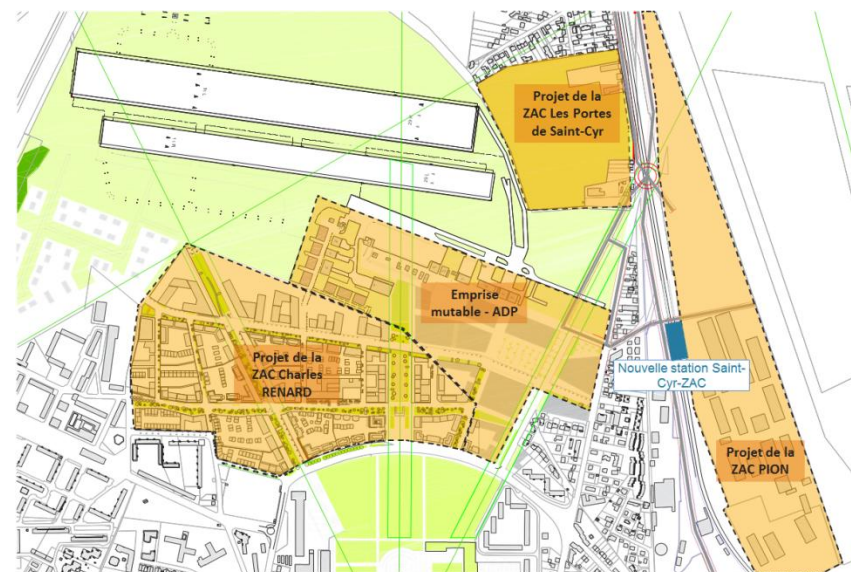 Projet de la
ZAC Les Portes
de Saint-Cyr
Emprise
mutable - ADP
Projet de la
ZAC Charles
RENARD
Nouvelle station Saint-
Cyr-ZAC
Projet de la
ZAC PION